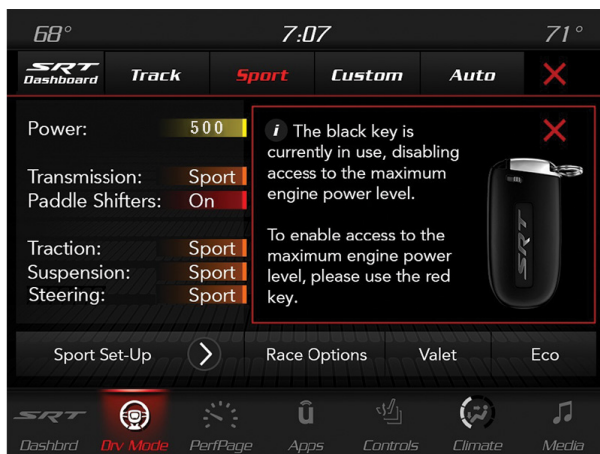 68° 7:07 71°
SRT Dashboard Track Sport Custom Auto
Power: 500
Transmission: Sport
Paddle Shifters: On
Traction: Sport
Suspension: Sport
Steering: Sport
i The black key is
currently in use, disabling
access to the maximum
engine power level.
To enable access to the
maximum engine power
level, please use the red
key.
SRT
Sport Set-Up Race Options Valet Eco
SRT ū
Dashbrd Drv Mode PerfPage Apps Controls Climate Media